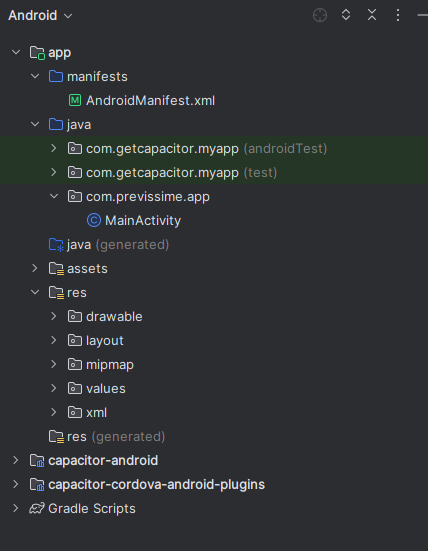 Android
app
manifests
AndroidManifest.xml
java
com.getcapacitor.myapp (androidTest)
com.getcapacitor.myapp (test)
com.previssime.app
MainActivity
java (generated)
assets
res
drawable
layout
mipmap
values
xml
res (generated)
capacitor-android
capacitor-cordova-android-plugins
Gradle Scripts